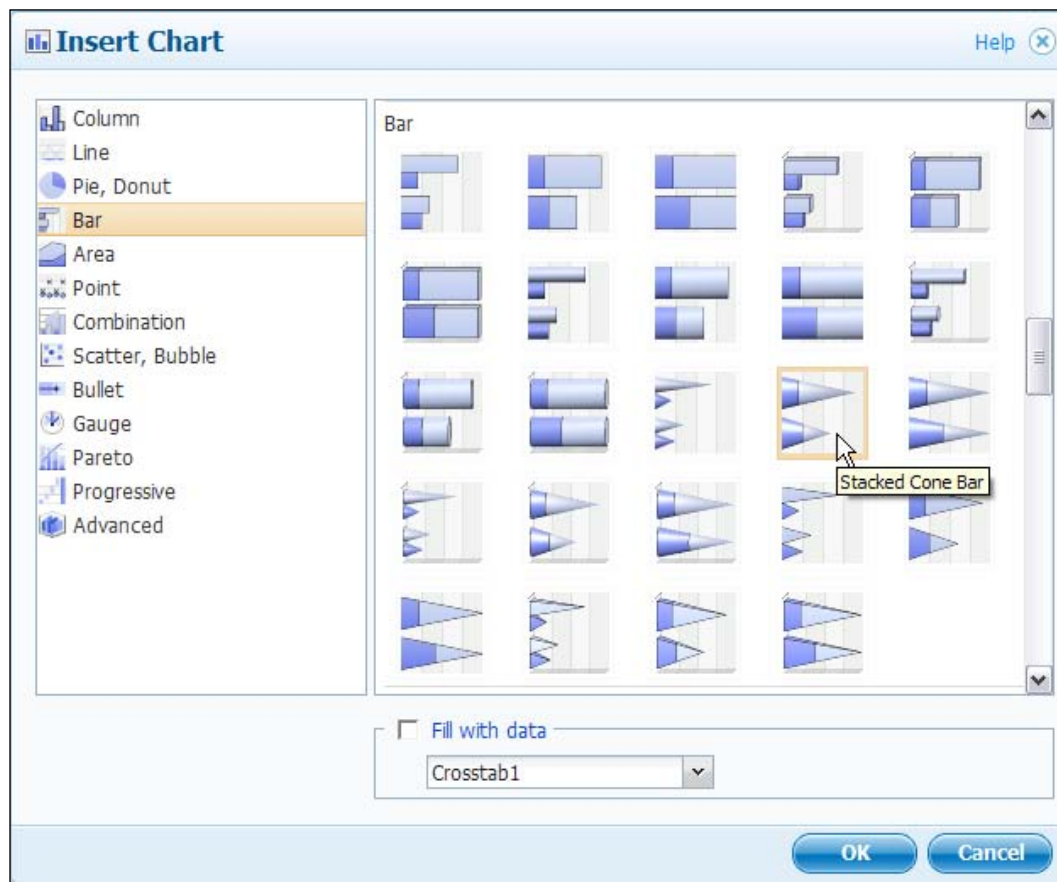 Insert Chart
Help
Column
Line
Pie, Donut
Bar
Area
Point
Combination
Scatter, Bubble
Bullet
Gauge
Pareto
Progressive
Advanced
Bar
Stacked Cone Bar
Fill with data
Crosstab1
OK
Cancel